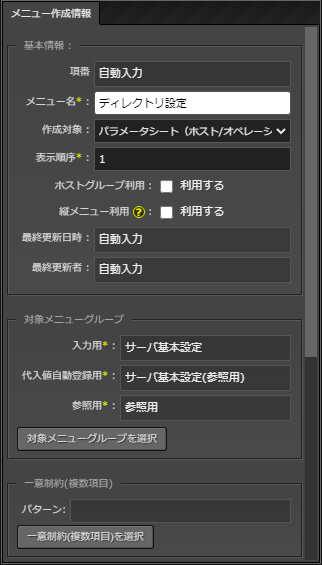 メニュー作成情報
基本情報：
項番 自動入力
メニュー名*： ディレクトリ設定
作成対象： パラメータシート（ホスト/オペレーシ
表示順序*： 1
ホストグループ利用： 利用する
縦メニュー利用?： 利用する
最終更新日時： 自動入力
最終更新者： 自動入力
対象メニューグループ
入力用*： サーバ基本設定
代入値自動登録用*： サーバ基本設定(参照用)
参照用*： 参照用
対象メニューグループを選択
一意制約(複数項目)
パターン:
一意制約(複数項目)を選択